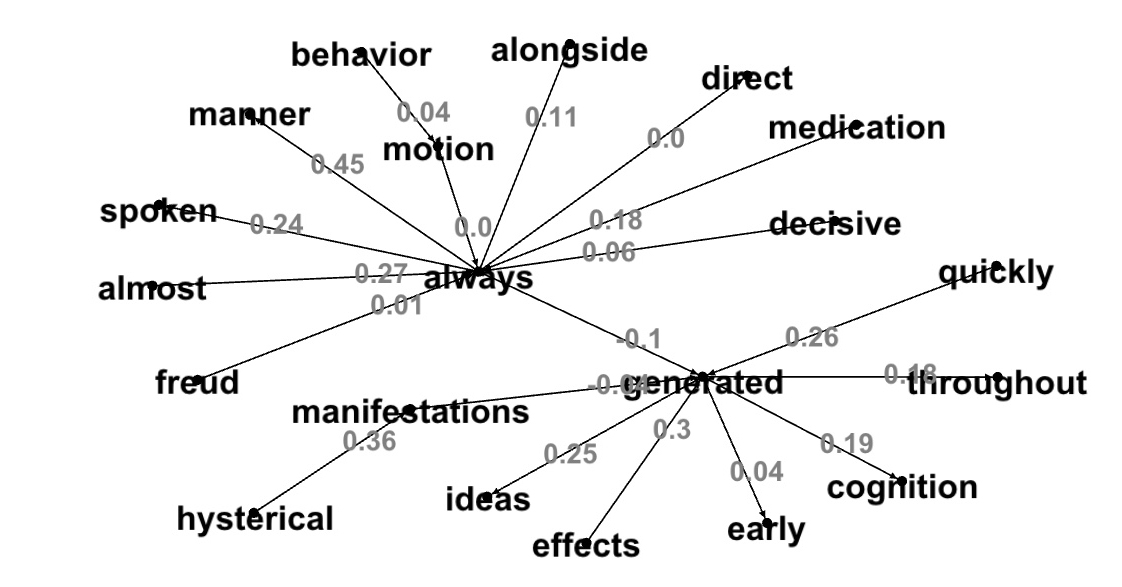 behavior
alongside
direct
manner
0.04
0.11
medication
0.0
motion
0.45
spoken
0.24
0.0
0.18
decisive
0.06
almost
0.27
always
quickly
0.01
-0.1
0.26
freud
generated
0.18
throughout
manifestations
0.36
0.3
0.25
0.19
0.04
ideas
cognition
hysterical
early
effects